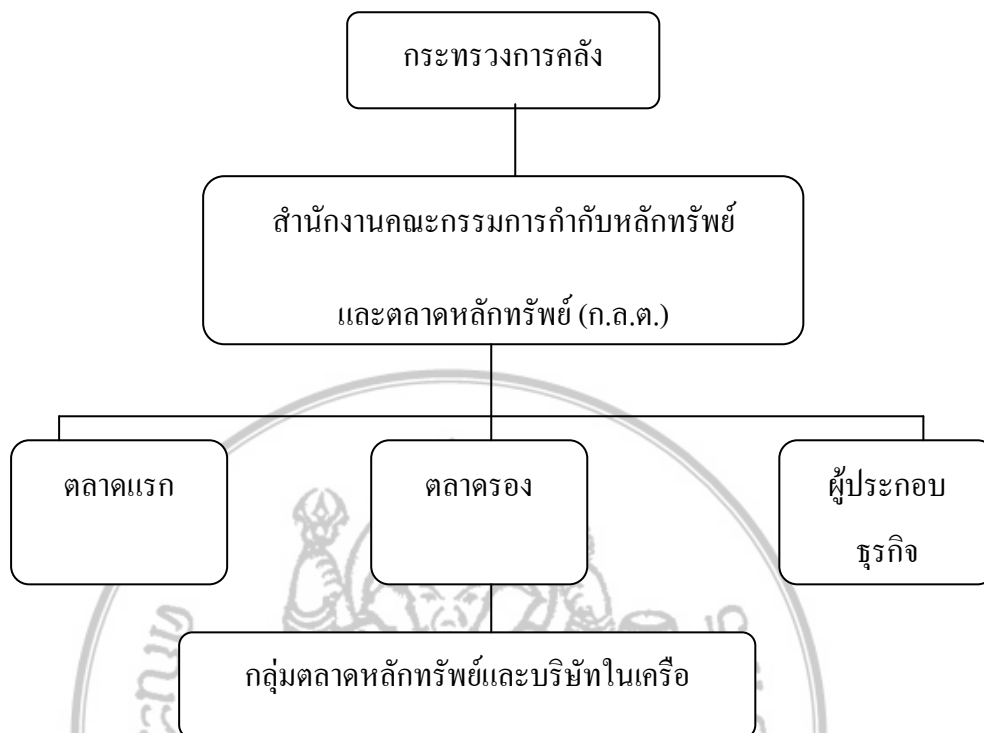 กระทรวงการคลัง
สำนักงานคณะกรรมการกำกับหลักทรัพย์
และตลาดหลักทรัพย์ (ก.ล.ต.)
ตลาดแรก
ตลาดรอง
ผู้ประกอบ
ธุรกิจ
กลุ่มตลาดหลักทรัพย์และบริษัทในเครือ